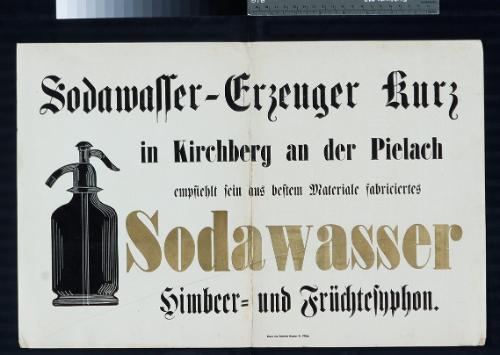 Sodawasser-Erzeuger Kurz
in Kirchberg an der Pielach
empfiehlt sein aus bestem Materiale fabriciertes
Sodawasser
Himbeer- und Früchtesyphon.